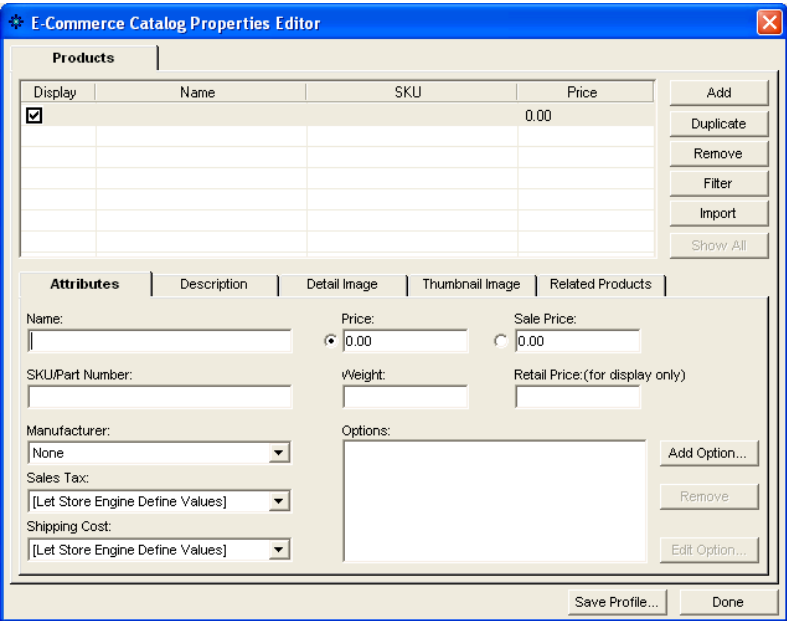 E-Commerce Catalog Properties Editor
Products
Display Name SKU Price Add
0.00
Duplicate
Remove
Filter
Import
Show All
Attributes Description Detail Image Thumbnail Image Related Products
Name: Price: Sale Price:
0.00 0.00
SKU/Part Number: Weight: Retail Price:(for display only)
Manufacturer: Options:
None Add Option...
Sales Tax:
[Let Store Engine Define Values] Remove
Shipping Cost:
[Let Store Engine Define Values] Edit Option...
Save Profile... Done